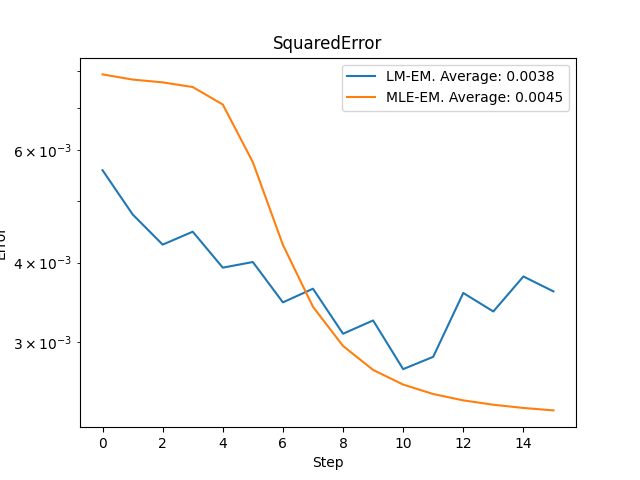 SquaredError
LM-EM. Average: 0.0038
MLE-EM. Average: 0.0045
6 × 10⁻³
4 × 10⁻³
3 × 10⁻³
Error
0 2 4 6 8 10 12 14
Step